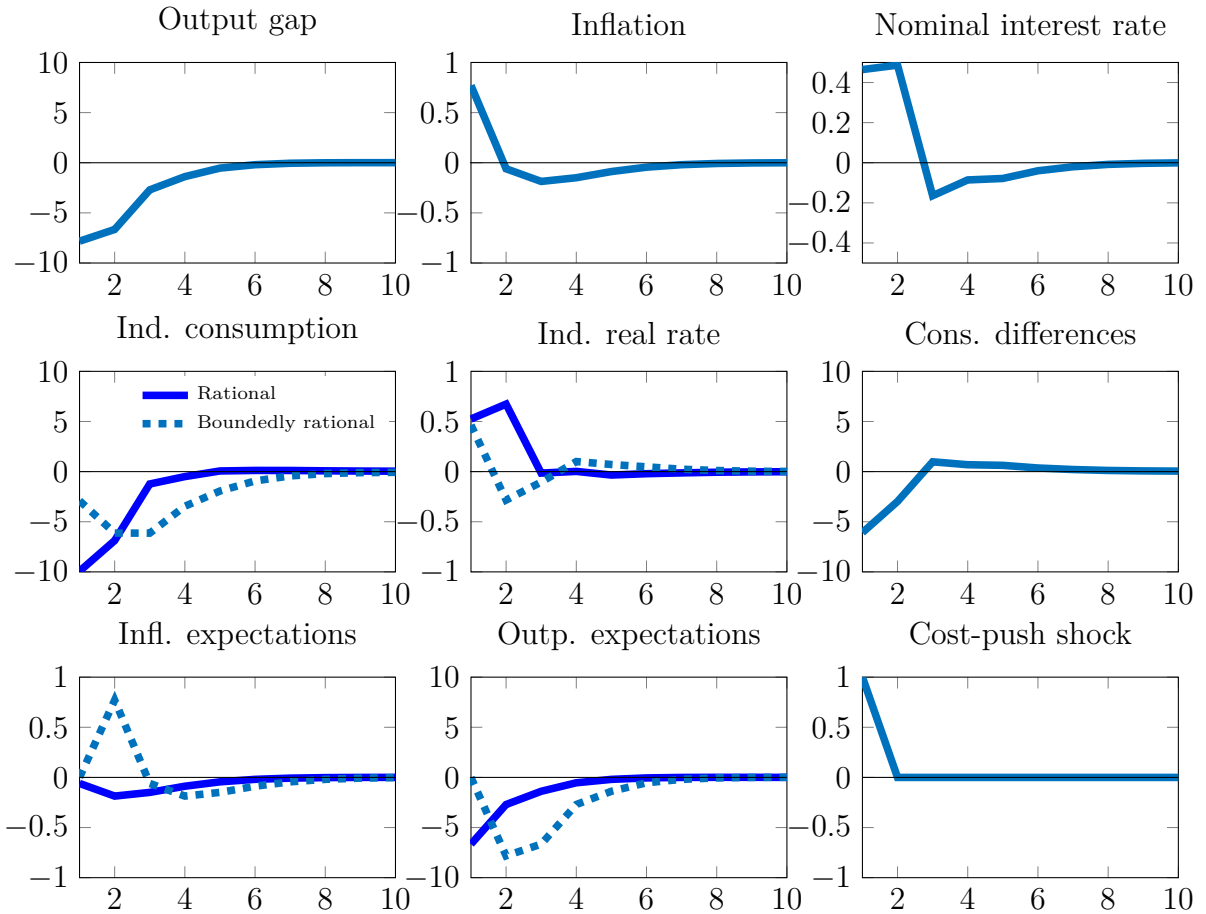 Output gap
10
5
0
−5
−10
2 4 6 8 10
Inflation
1
0.5
0
−0.5
−1
2 4 6 8 10
Nominal interest rate
0.4
0.2
0
−0.2
−0.4
2 4 6 8 10
Ind. consumption
10
5
0
−5
−10
Rational
Boundedly rational
2 4 6 8 10
Ind. real rate
1
0.5
0
−0.5
−1
2 4 6 8 10
Cons. differences
10
5
0
−5
−10
2 4 6 8 10
Infl. expectations
1
0.5
0
−0.5
−1
2 4 6 8 10
Outp. expectations
10
5
0
−5
−10
2 4 6 8 10
Cost-push shock
1
0.5
0
−0.5
−1
2 4 6 8 10